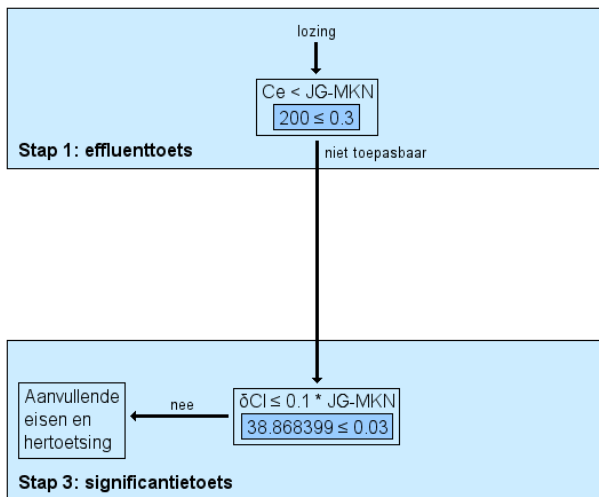 lozing
Ce < JG-MKN
200 ≤ 0.3
Stap 1: effluenttoets
niet toepasbaar
δCl ≤ 0.1 * JG-MKN
38.868399 ≤ 0.03
nee
Aanvullende
eisen en
hertoetsing
Stap 3: significantietoets